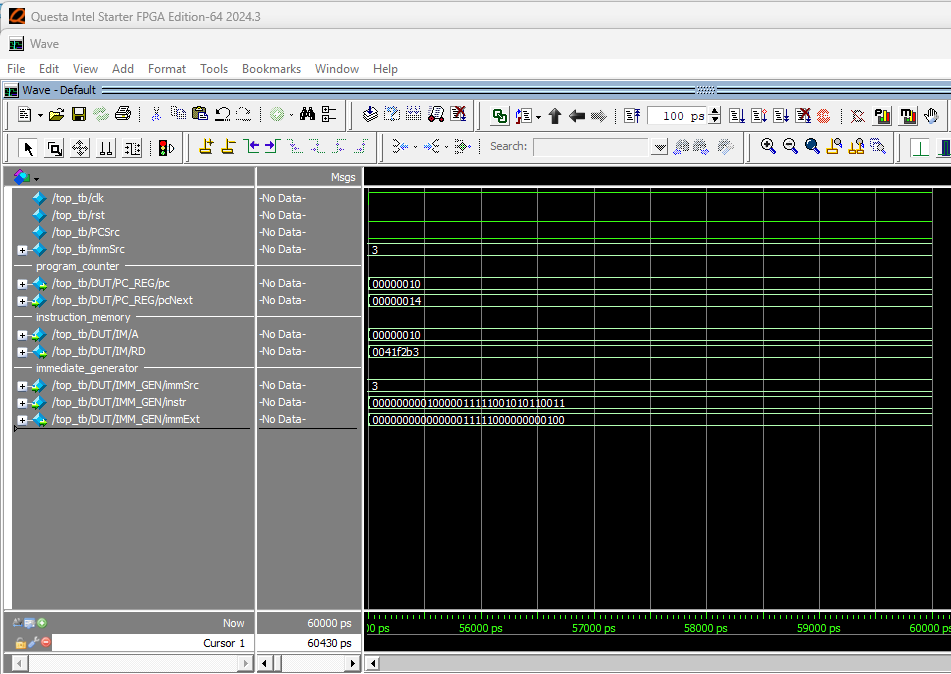 Questa Intel Starter FPGA Edition-64 2024.3
Wave
File Edit View Add Format Tools Bookmarks Window Help
Wave - Default
100 ps
Search:
Msgs
/top_tb/clk -No Data-
/top_tb/rst -No Data-
/top_tb/PCSrc -No Data-
/top_tb/immSrc -No Data- 3
program_counter
/top_tb/DUT/PC_REG/pc -No Data- 00000010
/top_tb/DUT/PC_REG/pcNext -No Data- 00000014
instruction_memory
/top_tb/DUT/IM/A -No Data- 00000010
/top_tb/DUT/IM/RD -No Data- 0041f2b3
immediate_generator
/top_tb/DUT/IMM_GEN/immSrc -No Data- 3
/top_tb/DUT/IMM_GEN/instr -No Data- 00000000010000011111001010110011
/top_tb/DUT/IMM_GEN/immExt -No Data- 00000000000000011111000000000100
Now 60000 ps
00 ps 56000 ps 57000 ps 58000 ps 59000 ps 60000 ps
Cursor 1 60430 ps